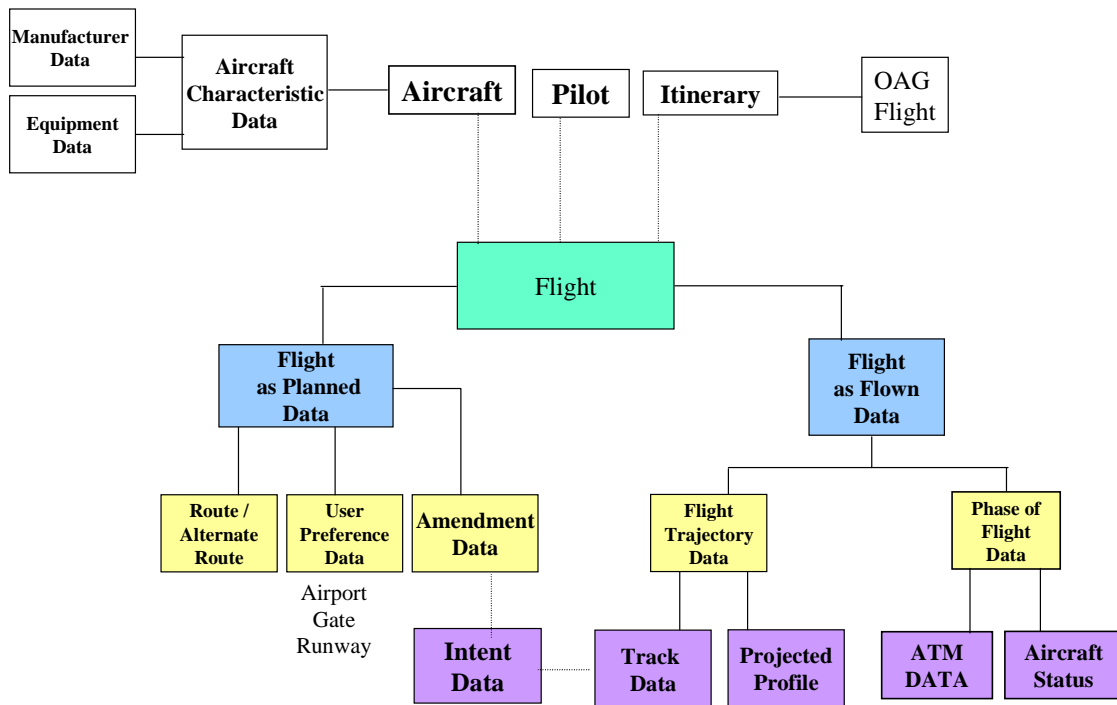 Manufacturer
Data
Equipment
Data
Aircraft
Characteristic
Data
Aircraft
Pilot
Itinerary
OAG
Flight
Flight
Flight
as Planned
Data
Flight
as Flown
Data
Route /
Alternate
Route
User
Preference
Data
Airport
Gate
Runway
Amendment
Data
Flight
Trajectory
Data
Phase of
Flight
Data
Intent
Data
Track
Data
Projected
Profile
ATM
DATA
Aircraft
Status